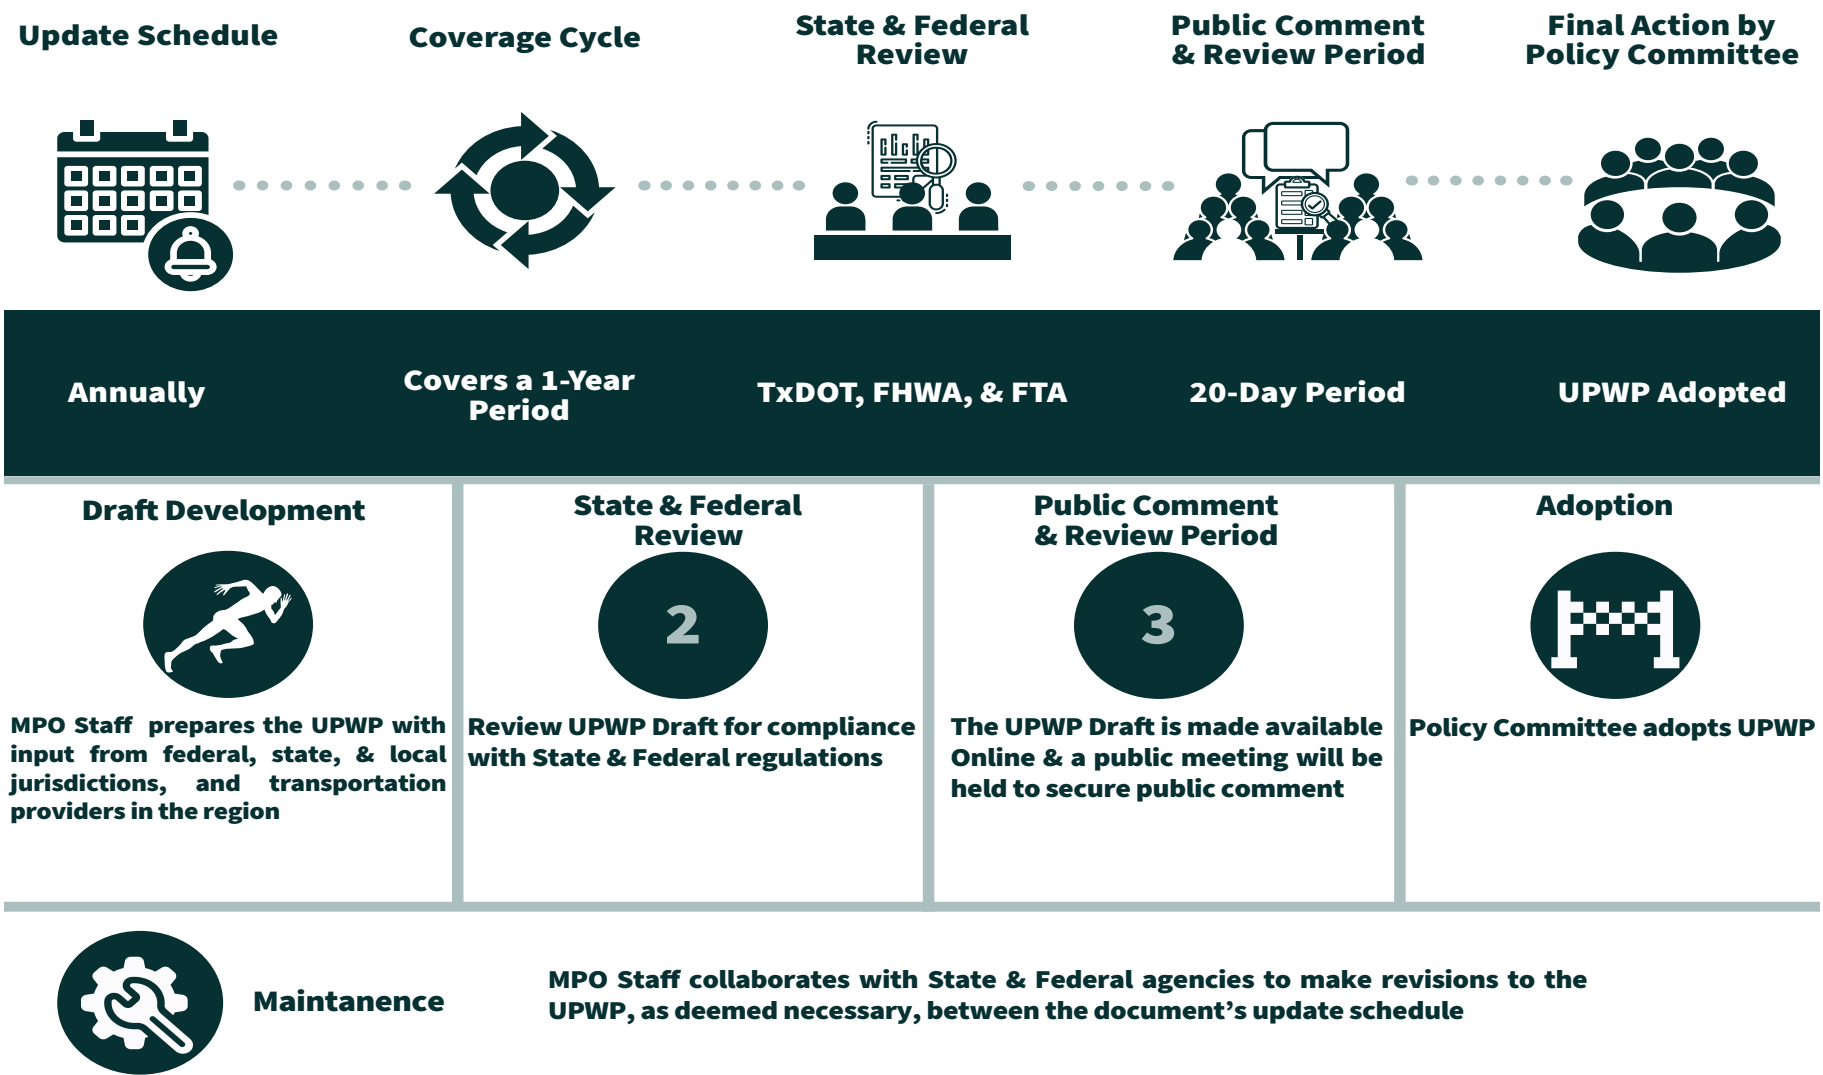 Update Schedule
Coverage Cycle
State & Federal
Review
Public Comment
& Review Period
Final Action by
Policy Committee
Annually
Covers a 1-Year
Period
TxDOT, FHWA, & FTA
20-Day Period
UPWP Adopted
Draft Development
MPO Staff prepares the UPWP with
input from federal, state, & local
jurisdictions, and transportation
providers in the region
State & Federal
Review
2
Review UPWP Draft for compliance
with State & Federal regulations
Public Comment
& Review Period
3
The UPWP Draft is made available
Online & a public meeting will be
held to secure public comment
Adoption
Policy Committee adopts UPWP
Maintanence
MPO Staff collaborates with State & Federal agencies to make revisions to the
UPWP, as deemed necessary, between the document’s update schedule